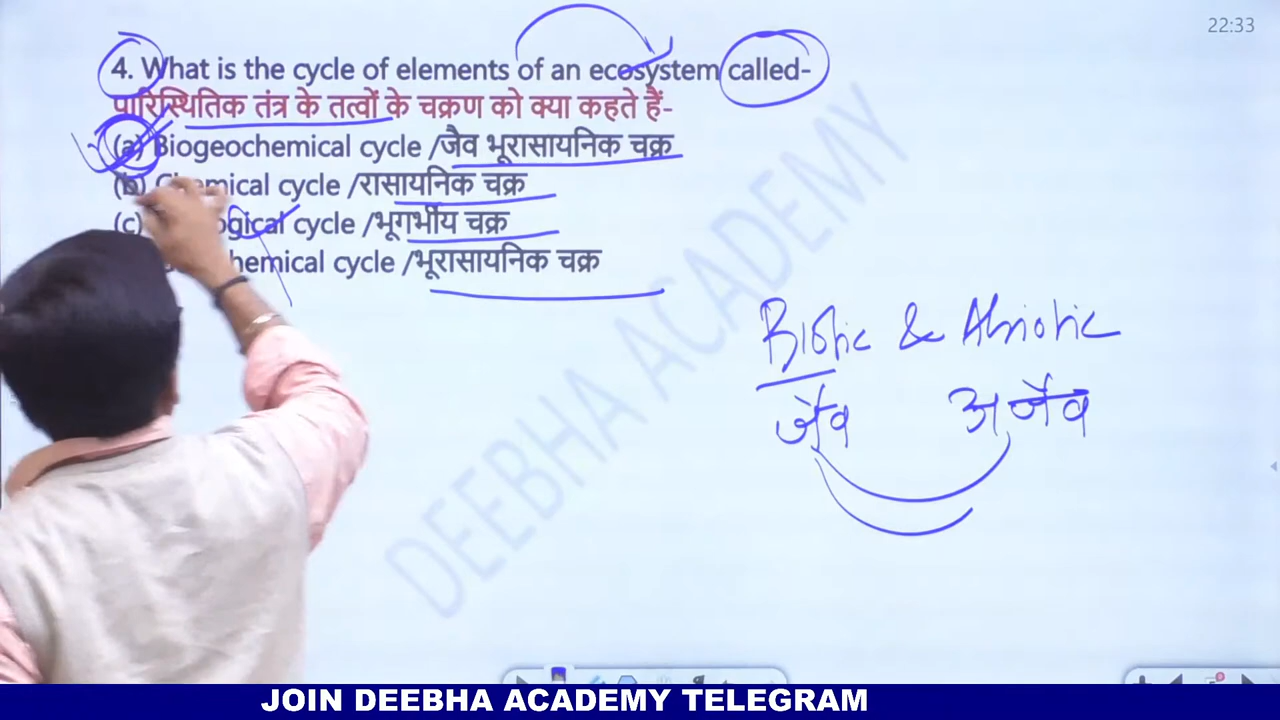 22:33
4. What is the cycle of elements of an ecosystem called-
पारिस्थितिक तंत्र के तत्वों के चक्रण को क्या कहते हैं-
(a) Biogeochemical cycle /जैव भूरासायनिक चक्र
(b) Chemical cycle /रासायनिक चक्र
(c) cycle /भूगर्भीय चक्र
cycle /भूरासायनिक चक्र
Biotic & Abiotic
जैव अजैव
DEEBHA ACADEMY
JOIN DEEBHA ACADEMY TELEGRAM